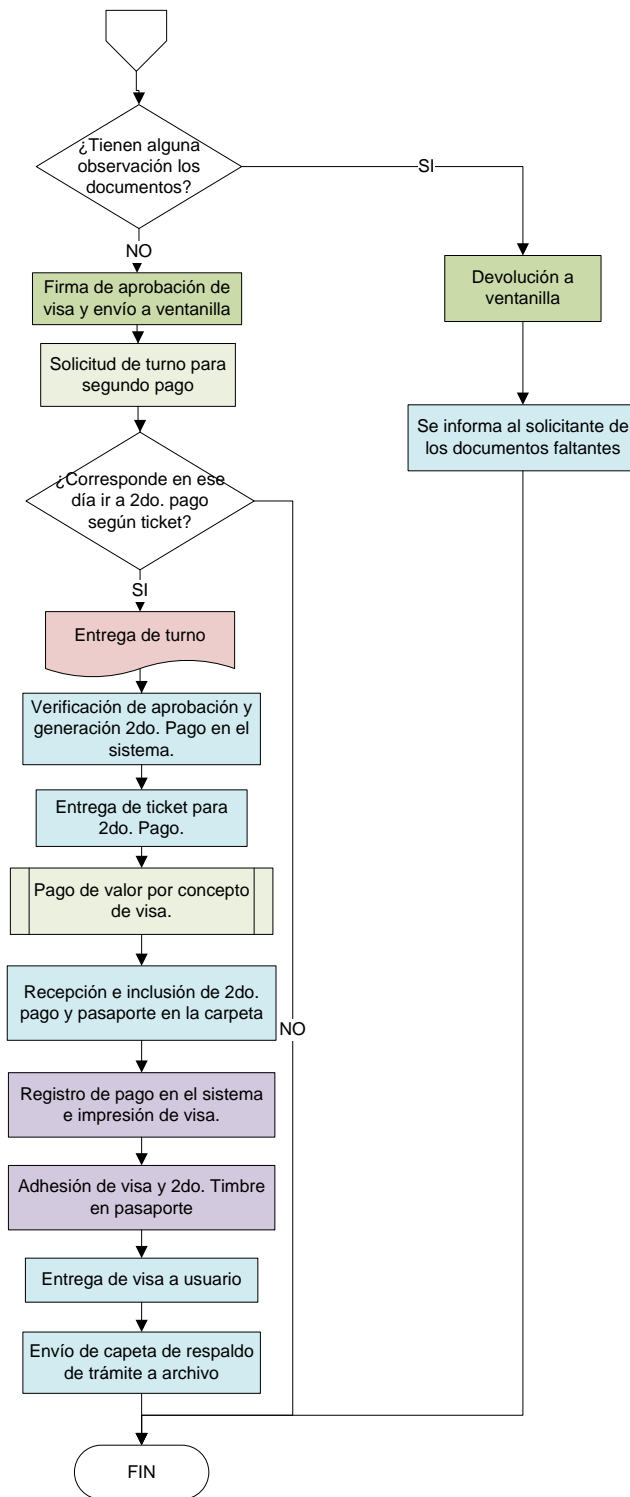 ¿Tienen alguna
observación los
documentos?
SI
NO
Firma de aprobación de
visa y envío a ventanilla
Devolución a
ventanilla
Solicitud de turno para
segundo pago
Se informa al solicitante de
los documentos faltantes
¿Corresponde en ese
día ir a 2do. pago
según ticket?
SI
Entrega de turno
Verificación de aprobación y
generación 2do. Pago en el
sistema.
Entrega de ticket para
2do. Pago.
Pago de valor por concepto
de visa.
Recepción e inclusión de 2do.
pago y pasaporte en la carpeta
NO
Registro de pago en el sistema
e impresión de visa.
Adhesión de visa y 2do. Timbre
en pasaporte
Entrega de visa a usuario
Envío de capeta de respaldo
de trámite a archivo
FIN